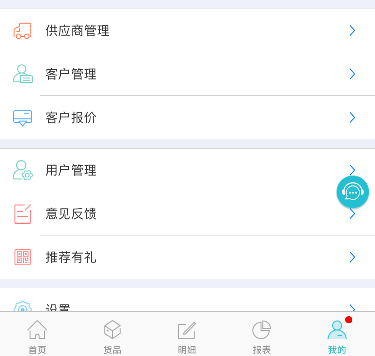 供应商管理
客户管理
客户报价
用户管理
意见反馈
推荐有礼
设置
首页 货品 明细 报表 我的